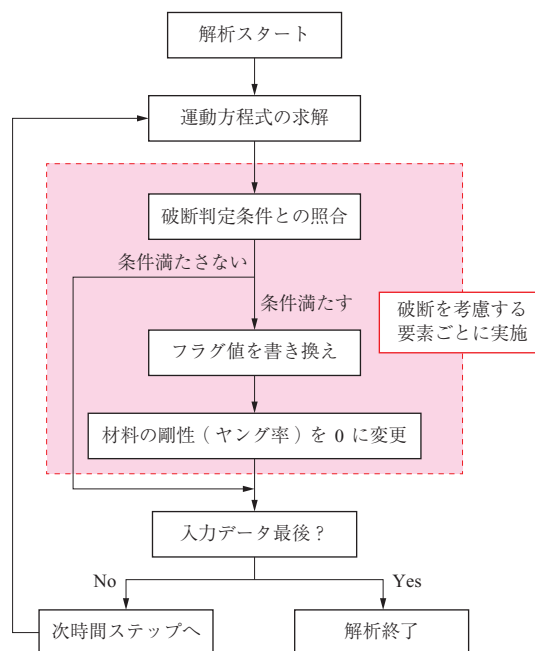 解析スタート
運動方程式の求解
破断判定条件との照合
条件満たさない
条件満たす
破断を考慮する
要素ごとに実施
フラグ値を書き換え
材料の剛性 ( ヤング率 ) を 0 に変更
入力データ最後 ?
No
Yes
次時間ステップへ
解析終了